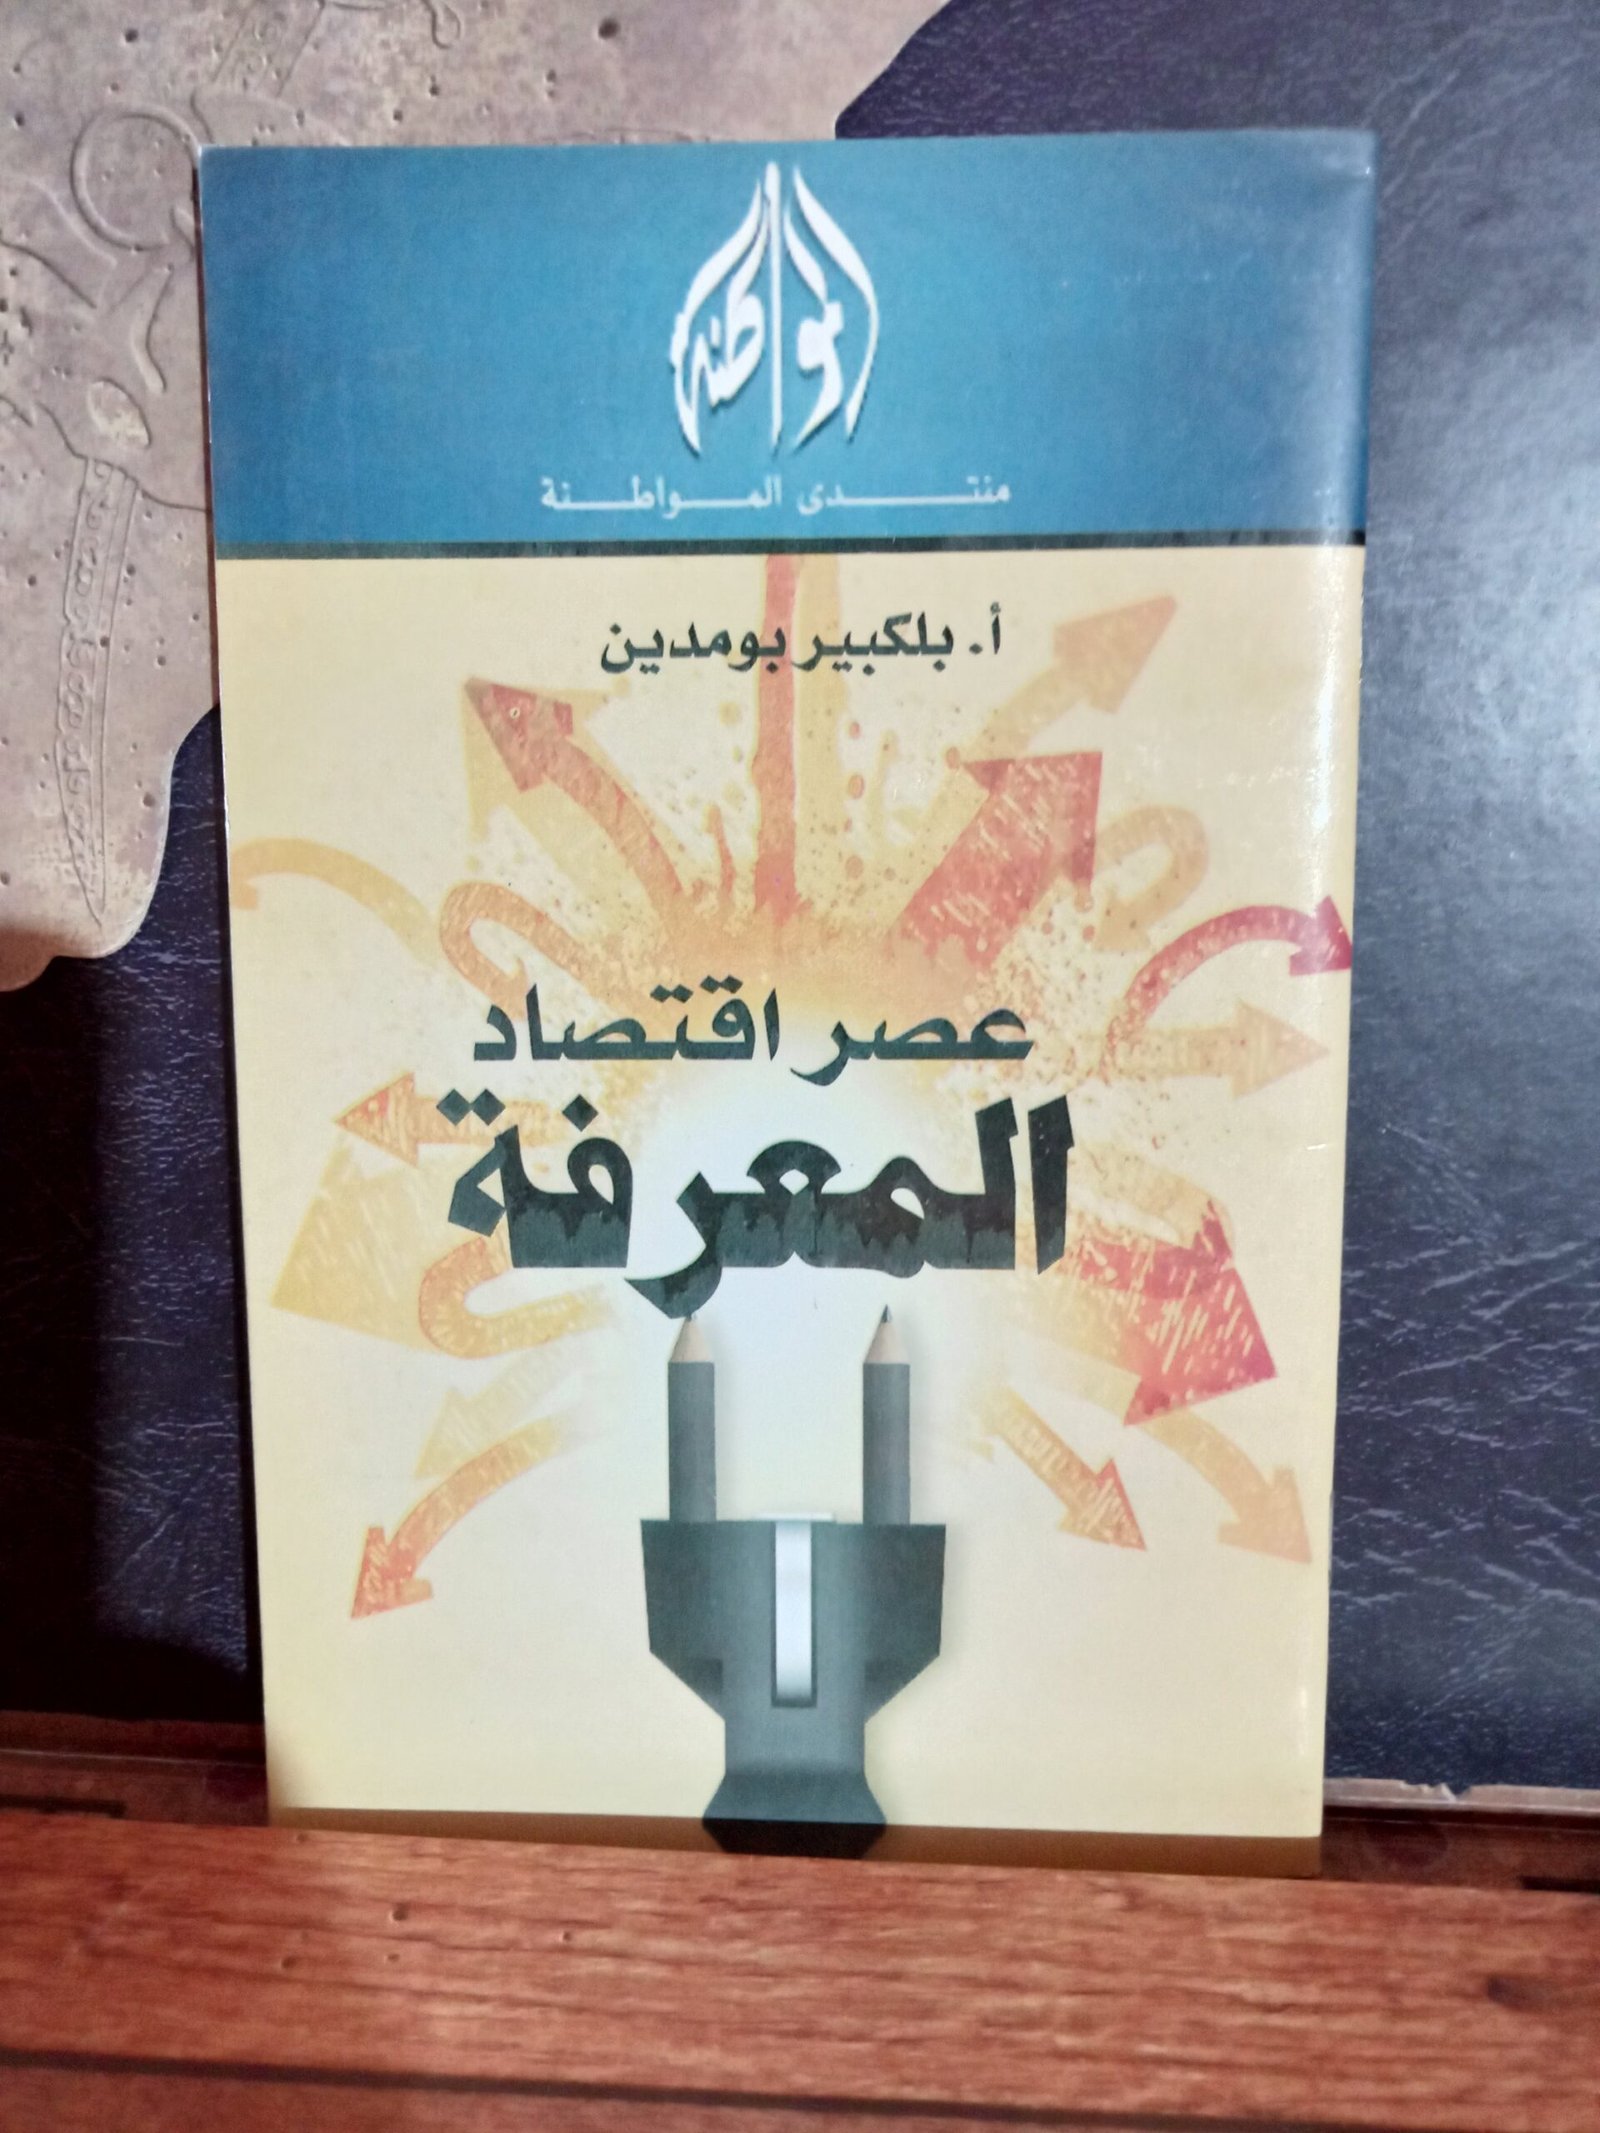 المواطنة
منتدى المواطنة
أ. بلكبير بومدين
عصر اقتصاد
المعرفة